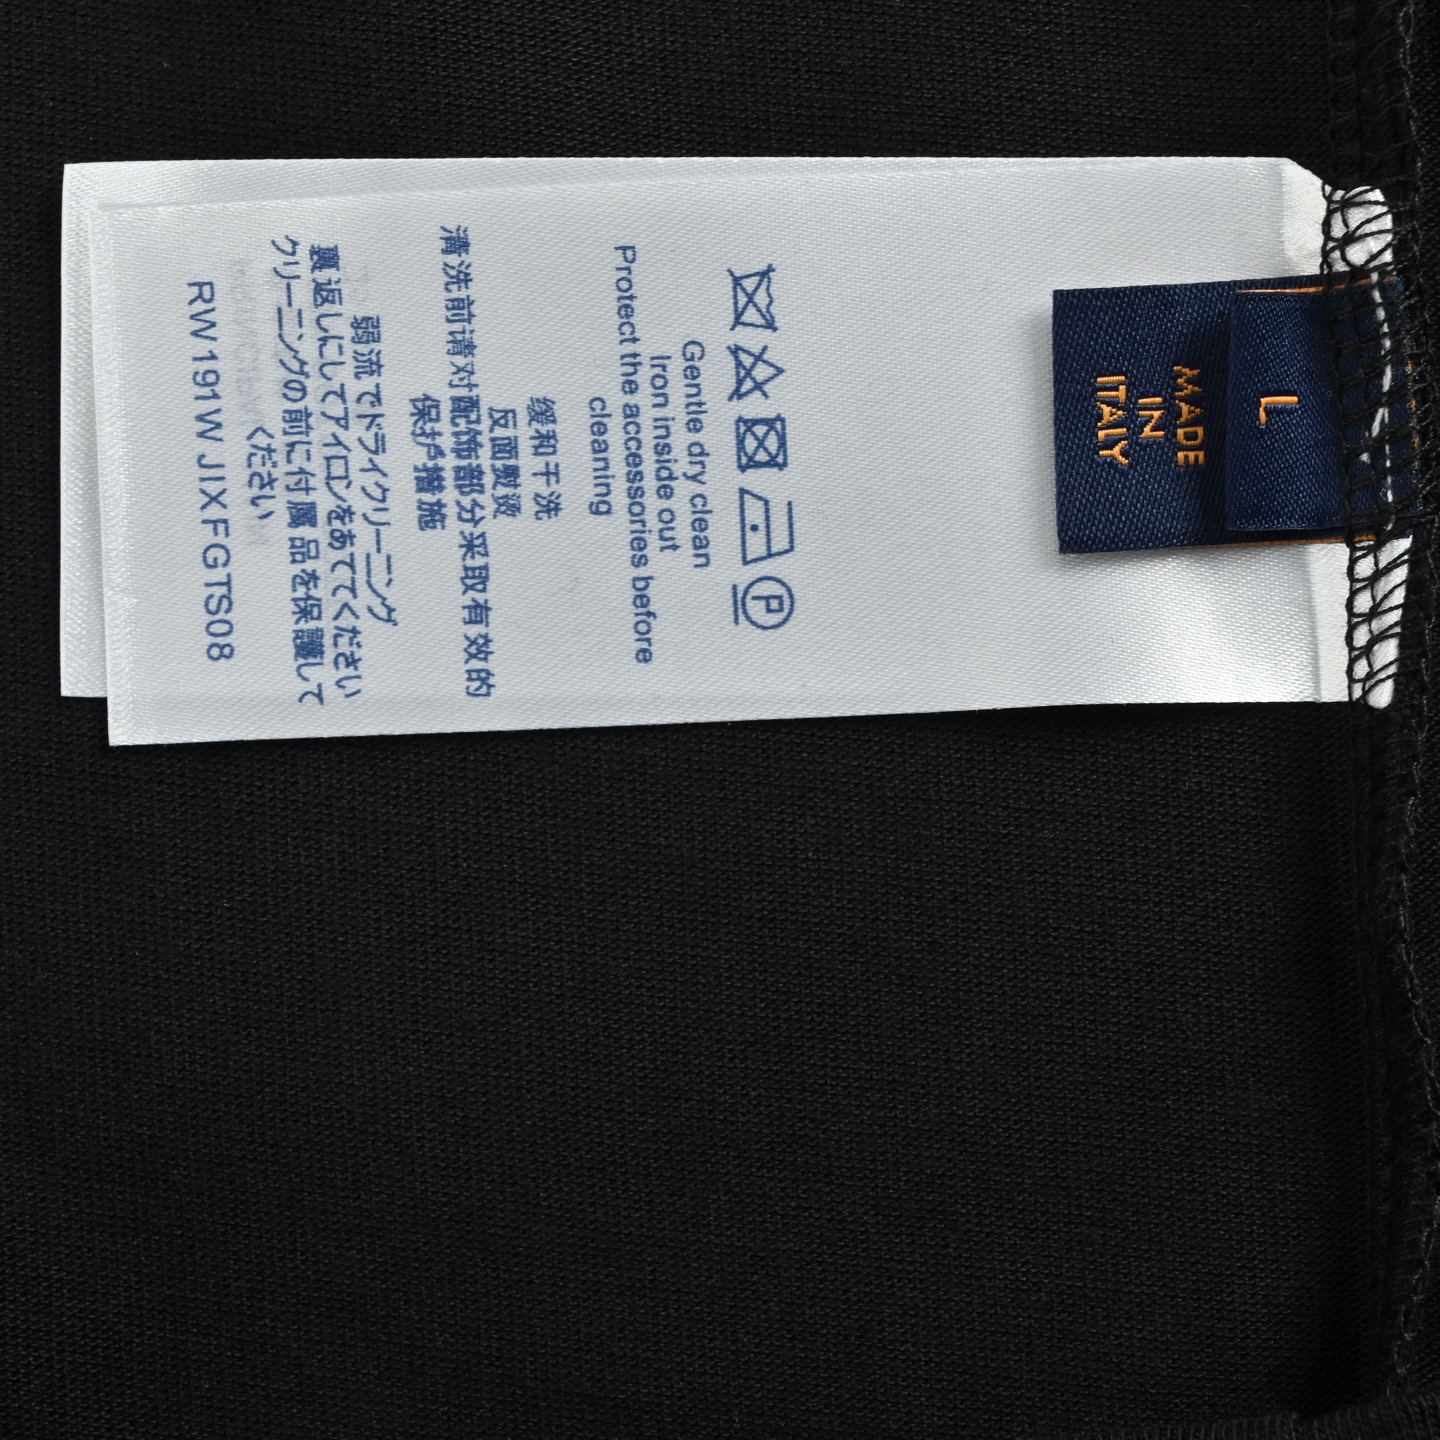 L
MADE
IN
ITALY
P
Gentle dry clean
Iron inside out
Protect the accessories before
cleaning
缓和干洗
反面熨烫
清洗前请对配饰部分采取有效的
保护措施
弱流でドライクリーニング
裏返しにしてアイロンをあててください
クリーニングの前に付属品を保護して
ください
RW191W JIXFGTS08